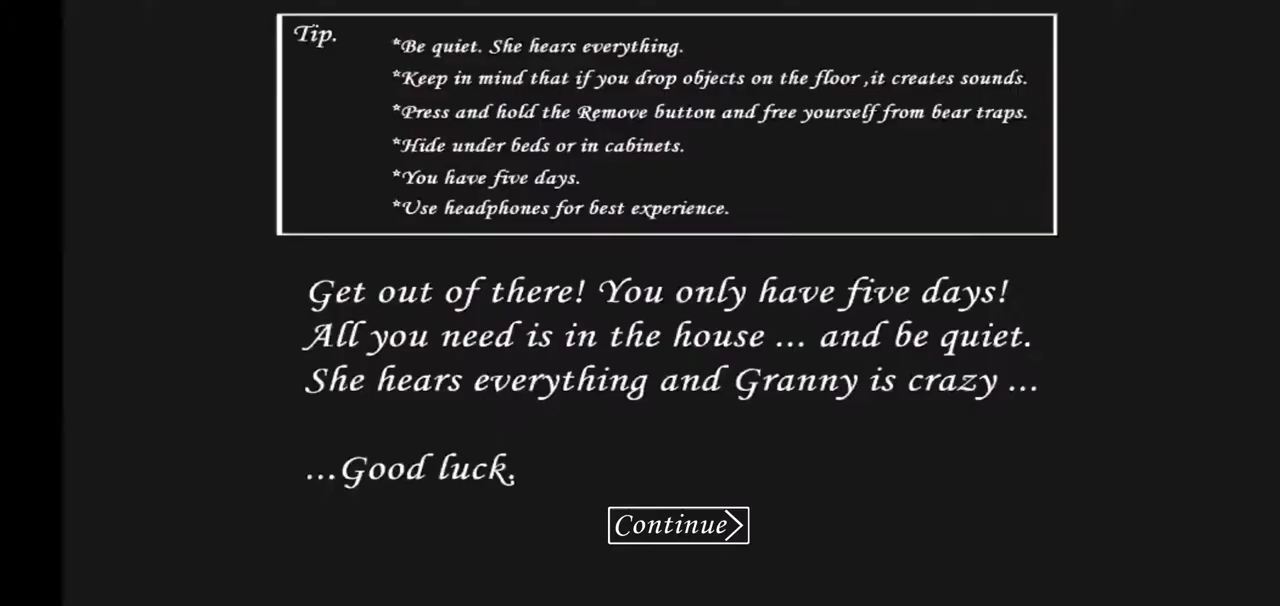 Tip.
*Be quiet. She hears everything.
*Keep in mind that if you drop objects on the floor ,it creates sounds.
*Press and hold the Remove button and free yourself from bear traps.
*Hide under beds or in cabinets.
*You have five days.
*Use headphones for best experience.
Get out of there! You only have five days!
All you need is in the house ... and be quiet.
She hears everything and Granny is crazy ...
...Good luck.
Continue